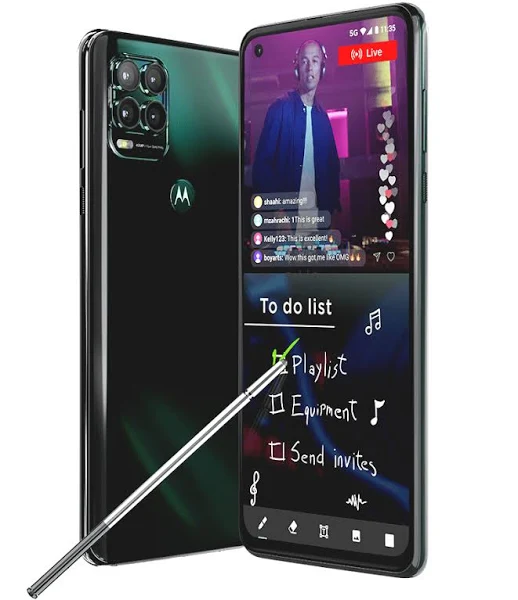 5G 11:35
Live
shaahi: amazing!!!
mzahrachi: 1This is great
Kelly123: This is excellent!🔥
boyarts: Wow.this got me like OMG🔥🔥
To do list
Playlist
Equipment
Send invites